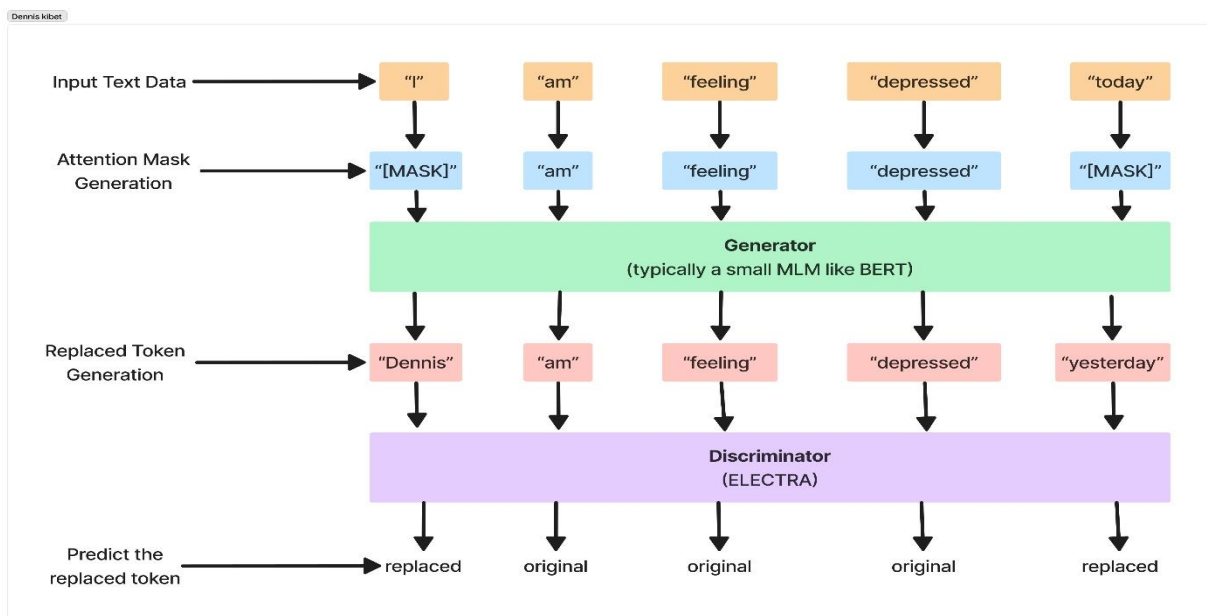 Dennis kibet
Input Text Data
“I”
“am”
“feeling”
“depressed”
“today”
Attention Mask
Generation
“[MASK]”
“am”
“feeling”
“depressed”
“[MASK]”
Generator
(typically a small MLM like BERT)
Replaced Token
Generation
“Dennis”
“am”
“feeling”
“depressed”
“yesterday”
Discriminator
(ELECTRA)
Predict the
replaced token
replaced
original
original
original
replaced